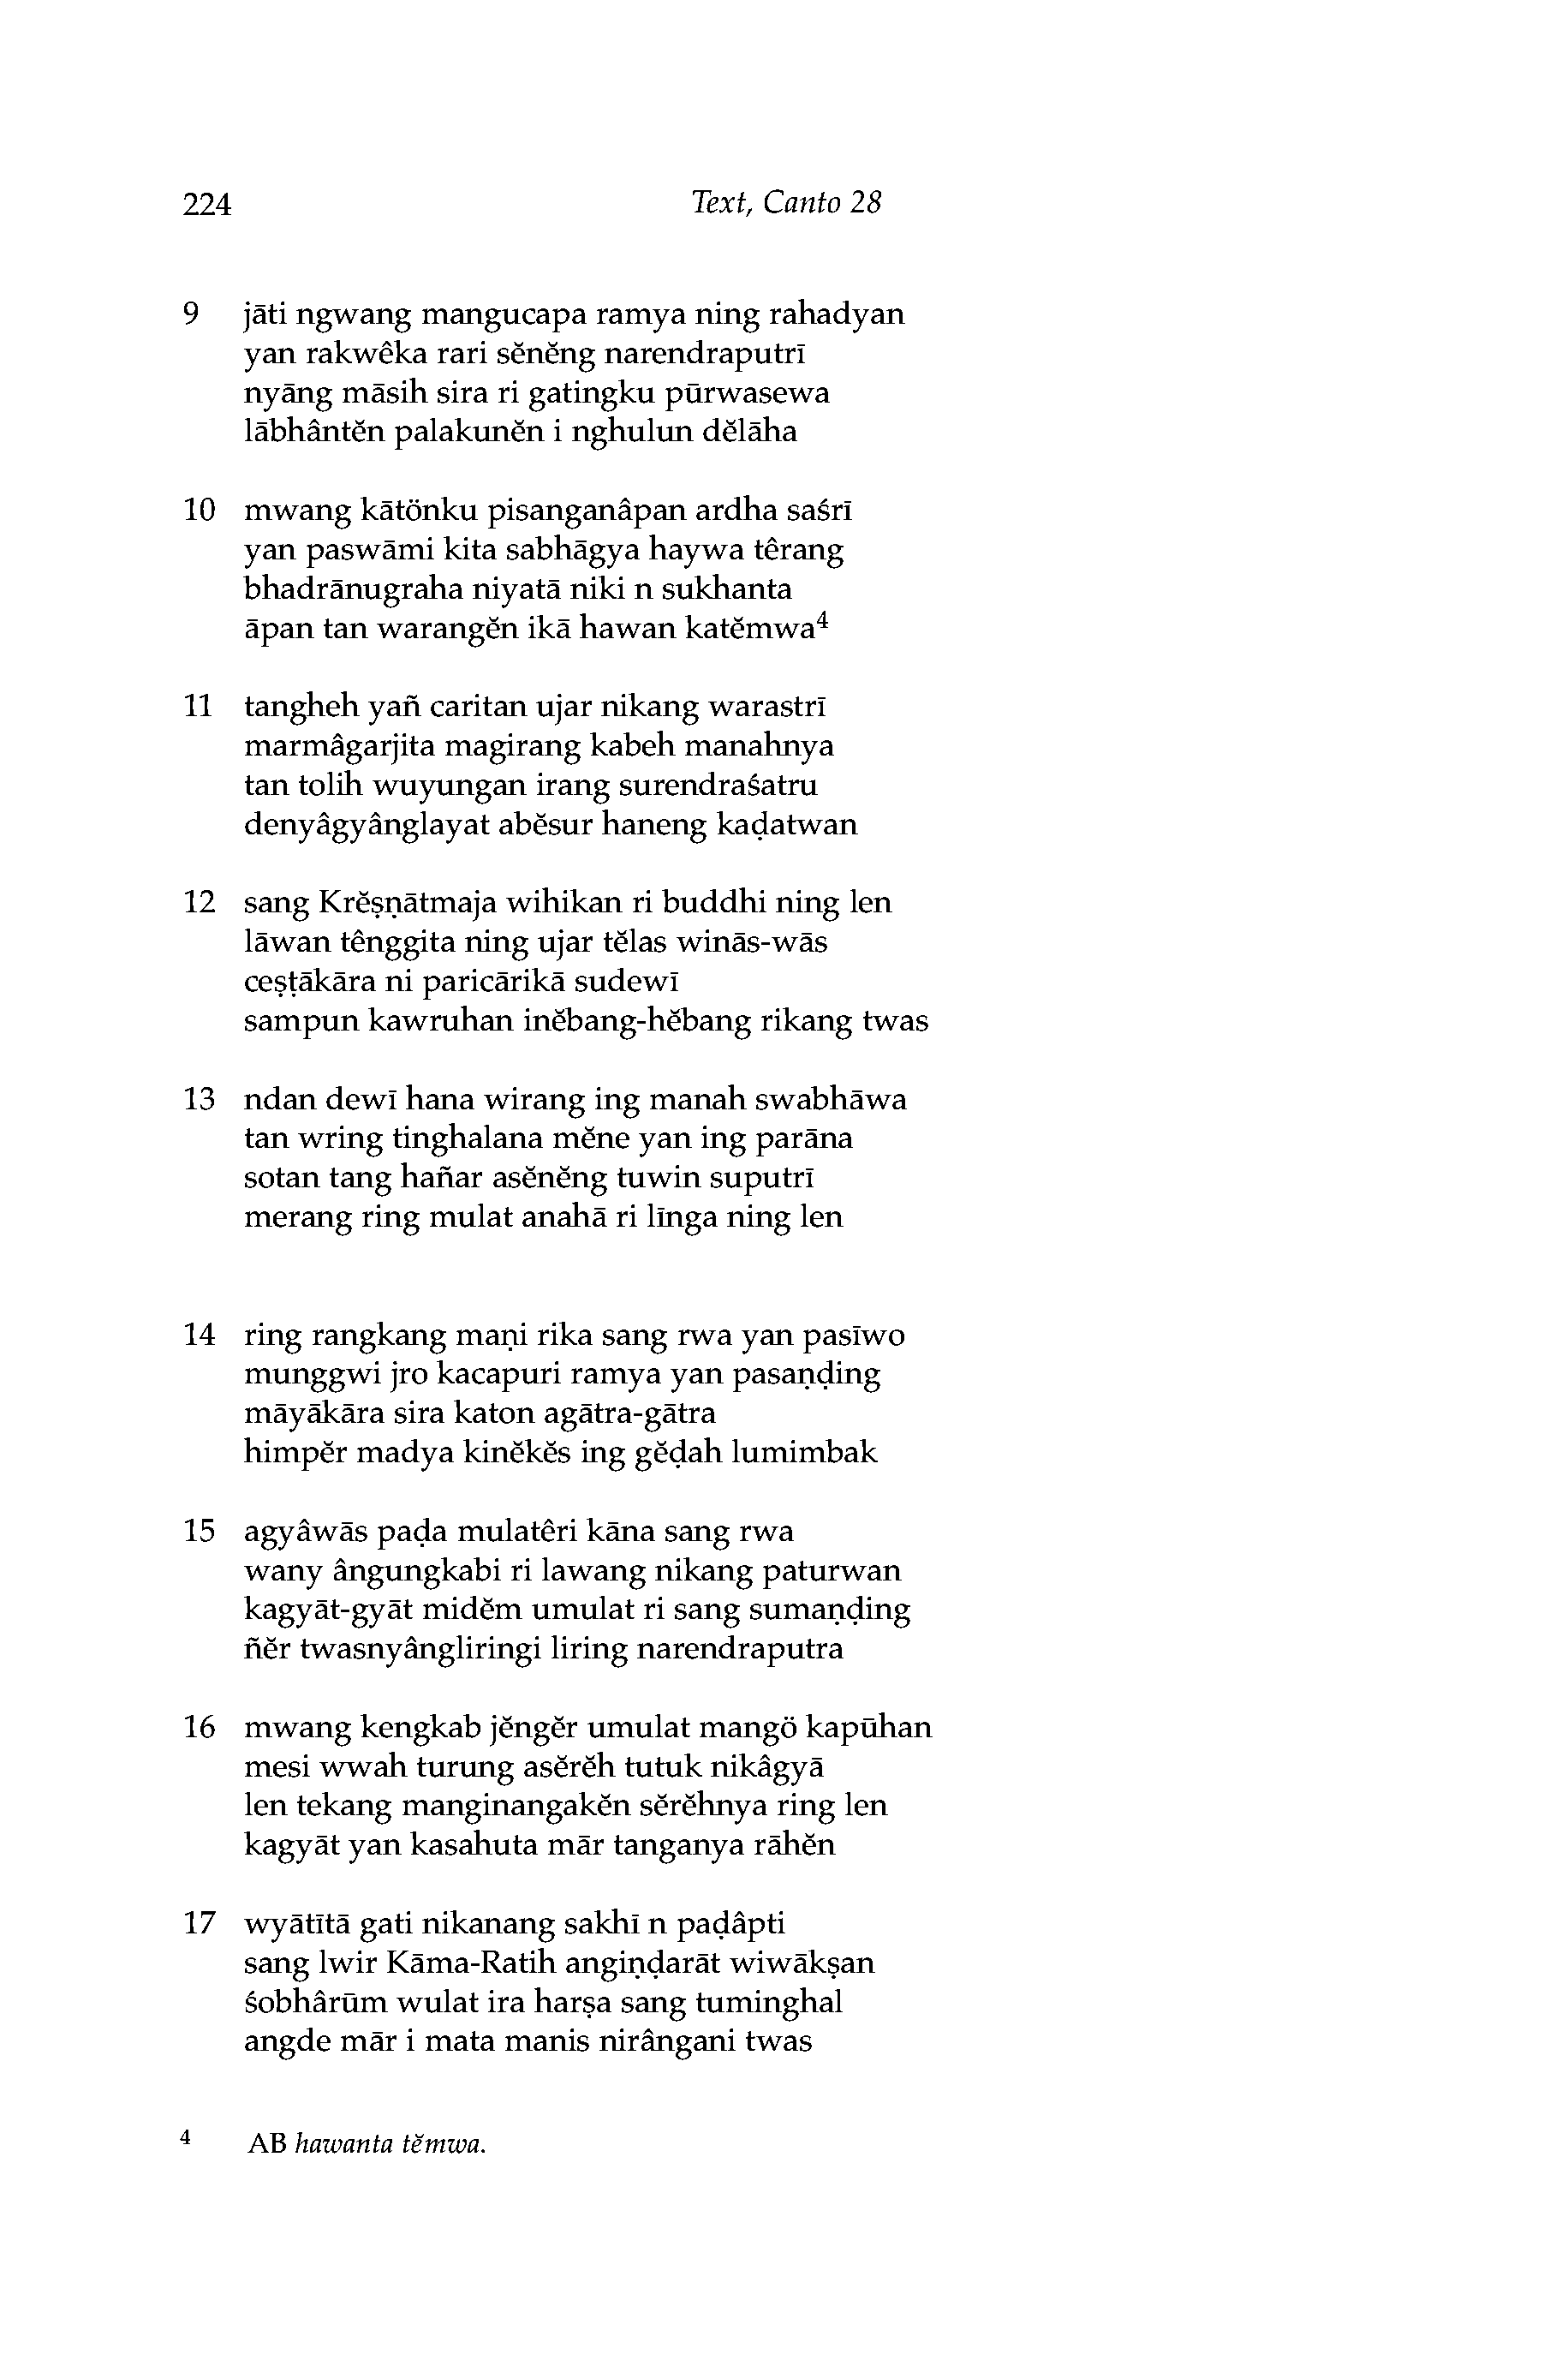 224 Text, Canto 28
9 jāti ngwang mangucapa ramya ning rahadyan
yan rakwêka rari sĕnĕng narendraputrī
nyāng māsih sira ri gatingku pūrwasewa
lābhântĕn palakunĕn i nghulun dĕlāha
10 mwang kātönku pisanganâpan ardha saśrī
yan paswāmi kita sabhāgya haywa têrang
bhadrānugraha niyatā niki n sukhanta
āpan tan warangĕn ikā hawan katĕmwa⁴
11 tangheh yañ caritan ujar nikang warastrī
marmâgarjita magirang kabeh manahnya
tan tolih wuyungan irang surendraśatru
denyâgyânglayat abĕsur haneng kaḍatwan
12 sang Krĕṣṇātmaja wihikan ri buddhi ning len
lāwan tênggita ning ujar tĕlas winās-wās
ceṣṭākāra ni paricārikā sudewī
sampun kawruhan inĕbang-hĕbang rikang twas
13 ndan dewī hana wirang ing manah swabhāwa
tan wring tinghalana mĕne yan ing parāna
sotan tang hañar asĕnĕng tuwin suputrī
merang ring mulat anahā ri līnga ning len
14 ring rangkang maṇi rika sang rwa yan pasīwo
munggwi jro kacapuri ramya yan pasaṇḍing
māyākāra sira katon agātra-gātra
himpĕr madya kinĕkĕs ing gĕḍah lumimbak
15 agyâwās paḍa mulatêri kāna sang rwa
wany ângungkabi ri lawang nikang paturwan
kagyāt-gyāt midĕm umulat ri sang sumaṇḍing
ñĕr twasnyângliringi liring narendraputra
16 mwang kengkab jĕngĕr umulat mangö kapūhan
mesi wwah turung asĕrĕh tutuk nikâgyā
len tekang manginangakĕn sĕrĕhnya ring len
kagyāt yan kasahuta mār tanganya rāhĕn
17 wyātītā gati nikanang sakhī n paḍâpti
sang lwir Kāma-Ratih angiṇḍarāt wiwākṣan
śobhârūm wulat ira harṣa sang tuminghal
angde mār i mata manis nirângani twas
⁴ AB hawanta tĕmwa.